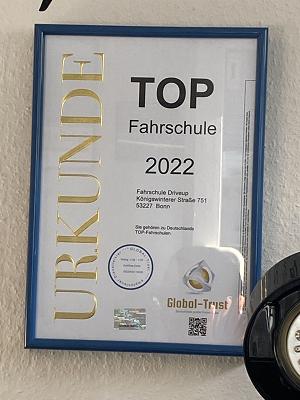 URKUNDE
TOP
Fahrschule
2022
Fahrschule Driveup
Königswinterer Straße 751
53227 Bonn
Sie gehören zu Deutschlands
TOP-Fahrschulen.
Global-Trust